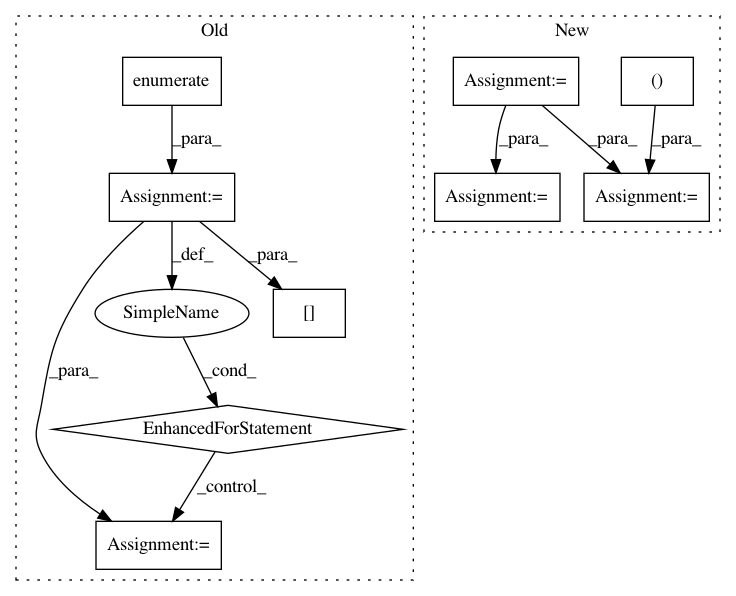 Old
enumerate
_para_
Assignment:=
_def_
_para_
SimpleName
[]
_para_
_cond_
EnhancedForStatement
_control_
Assignment:=
New
Assignment:=
()
_para_
_para_
_para_
Assignment:=
Assignment:=